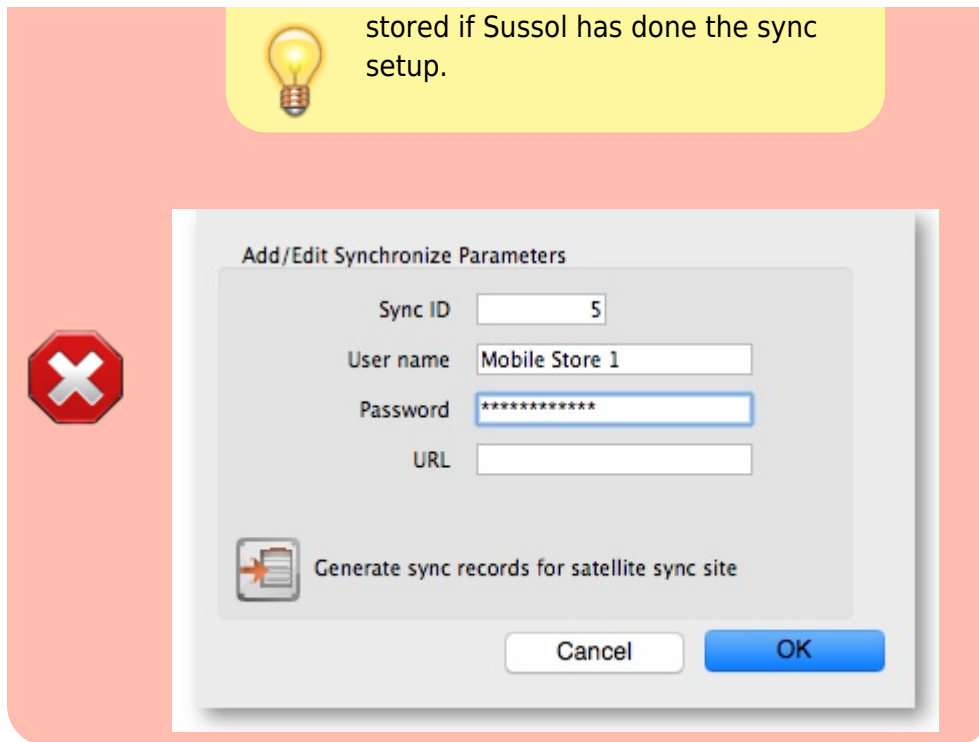 stored if Sussol has done the sync
setup.
Add/Edit Synchronize Parameters
Sync ID 5
User name Mobile Store 1
Password ************
URL
Generate sync records for satellite sync site
Cancel OK